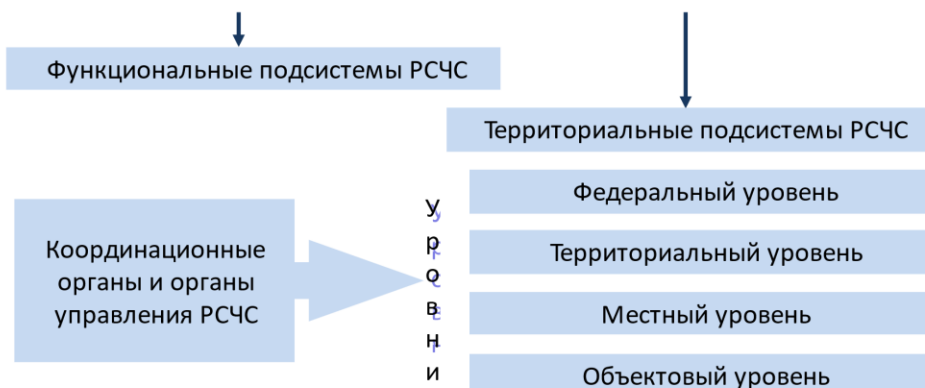 Функциональные подсистемы РСЧС
Территориальные подсистемы РСЧС
Координационные
органы и органы
управления РСЧС
Уровни
Федеральный уровень
Территориальный уровень
Местный уровень
Объектовый уровень